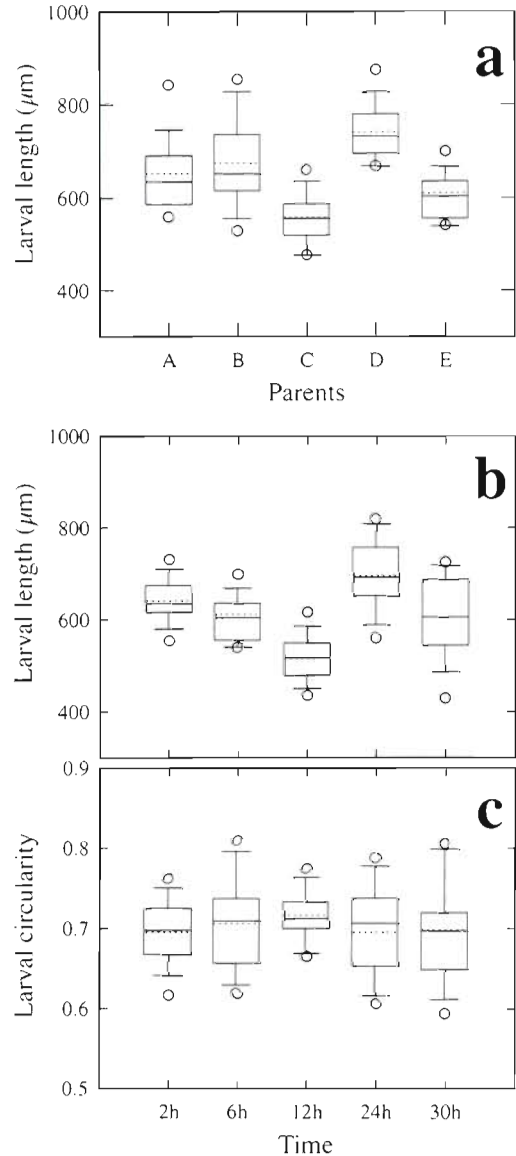 a
1000
800
600
400
Larval length (μm)
A B C D E
Parents
b
1000
800
600
400
Larval length (μm)
c
0.9
0.8
0.7
0.6
0.5
Larval circularity
2h 6h 12h 24h 30h
Time